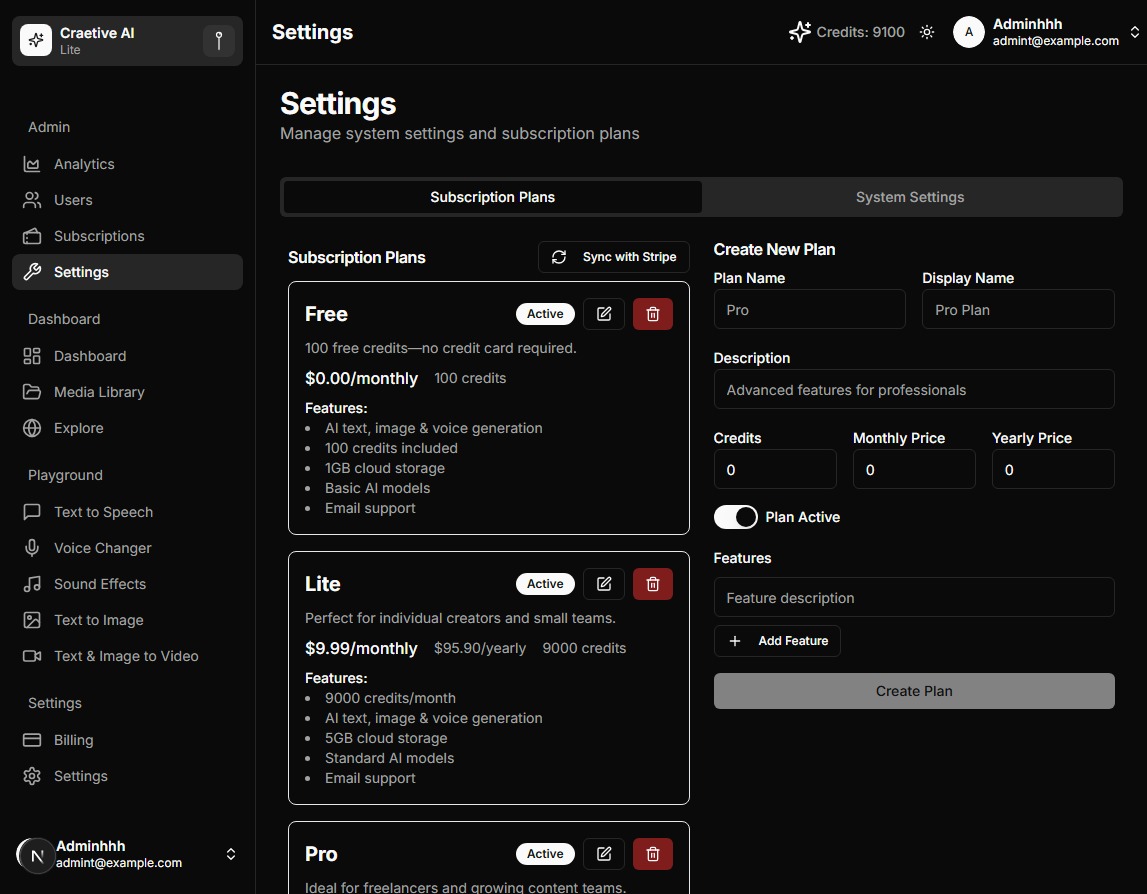 Craetive AI
Lite
Admin
Analytics
Users
Subscriptions
Settings
Dashboard
Dashboard
Media Library
Explore
Playground
Text to Speech
Voice Changer
Sound Effects
Text to Image
Text & Image to Video
Settings
Billing
Settings
N
Adminhhh
admint@example.com
Settings
Credits: 9100
A
Adminhhh
admint@example.com
Settings
Manage system settings and subscription plans
Subscription Plans
System Settings
Subscription Plans
Sync with Stripe
Free
Active
100 free credits—no credit card required.
$0.00/monthly 100 credits
Features:
AI text, image & voice generation
100 credits included
1GB cloud storage
Basic AI models
Email support
Lite
Active
Perfect for individual creators and small teams.
$9.99/monthly $95.90/yearly 9000 credits
Features:
9000 credits/month
AI text, image & voice generation
5GB cloud storage
Standard AI models
Email support
Pro
Active
Ideal for freelancers and growing content teams.
Create New Plan
Plan Name
Display Name
Pro
Pro Plan
Description
Advanced features for professionals
Credits
Monthly Price
Yearly Price
0
0
0
Plan Active
Features
Feature description
Add Feature
Create Plan